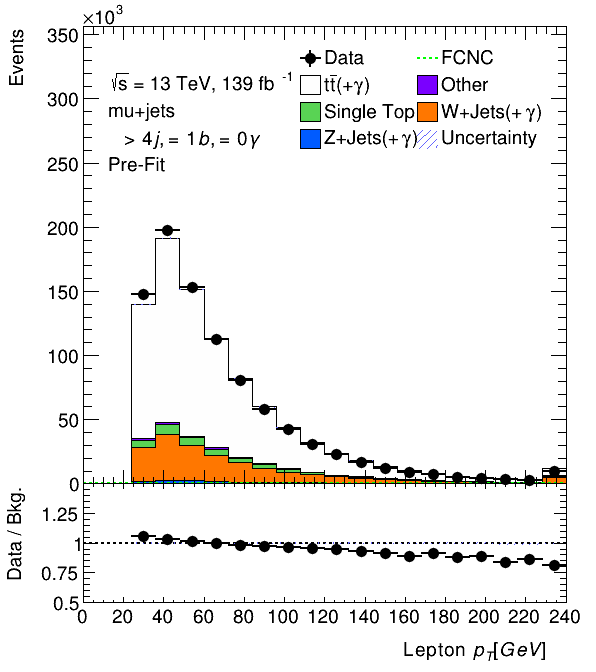 ×10³
Events
350
300
250
200
150
100
50
0
√s = 13 TeV, 139 fb⁻¹
mu+jets
> 4j, = 1b, = 0γ
Pre-Fit
Data
FCNC
tt̄(+γ)
Other
Single Top
W+Jets(+γ)
Z+Jets(+γ)
Uncertainty
Data / Bkg.
1.25
1
0.75
0.5
0 20 40 60 80 100 120 140 160 180 200 220 240
Lepton p_T[GeV]